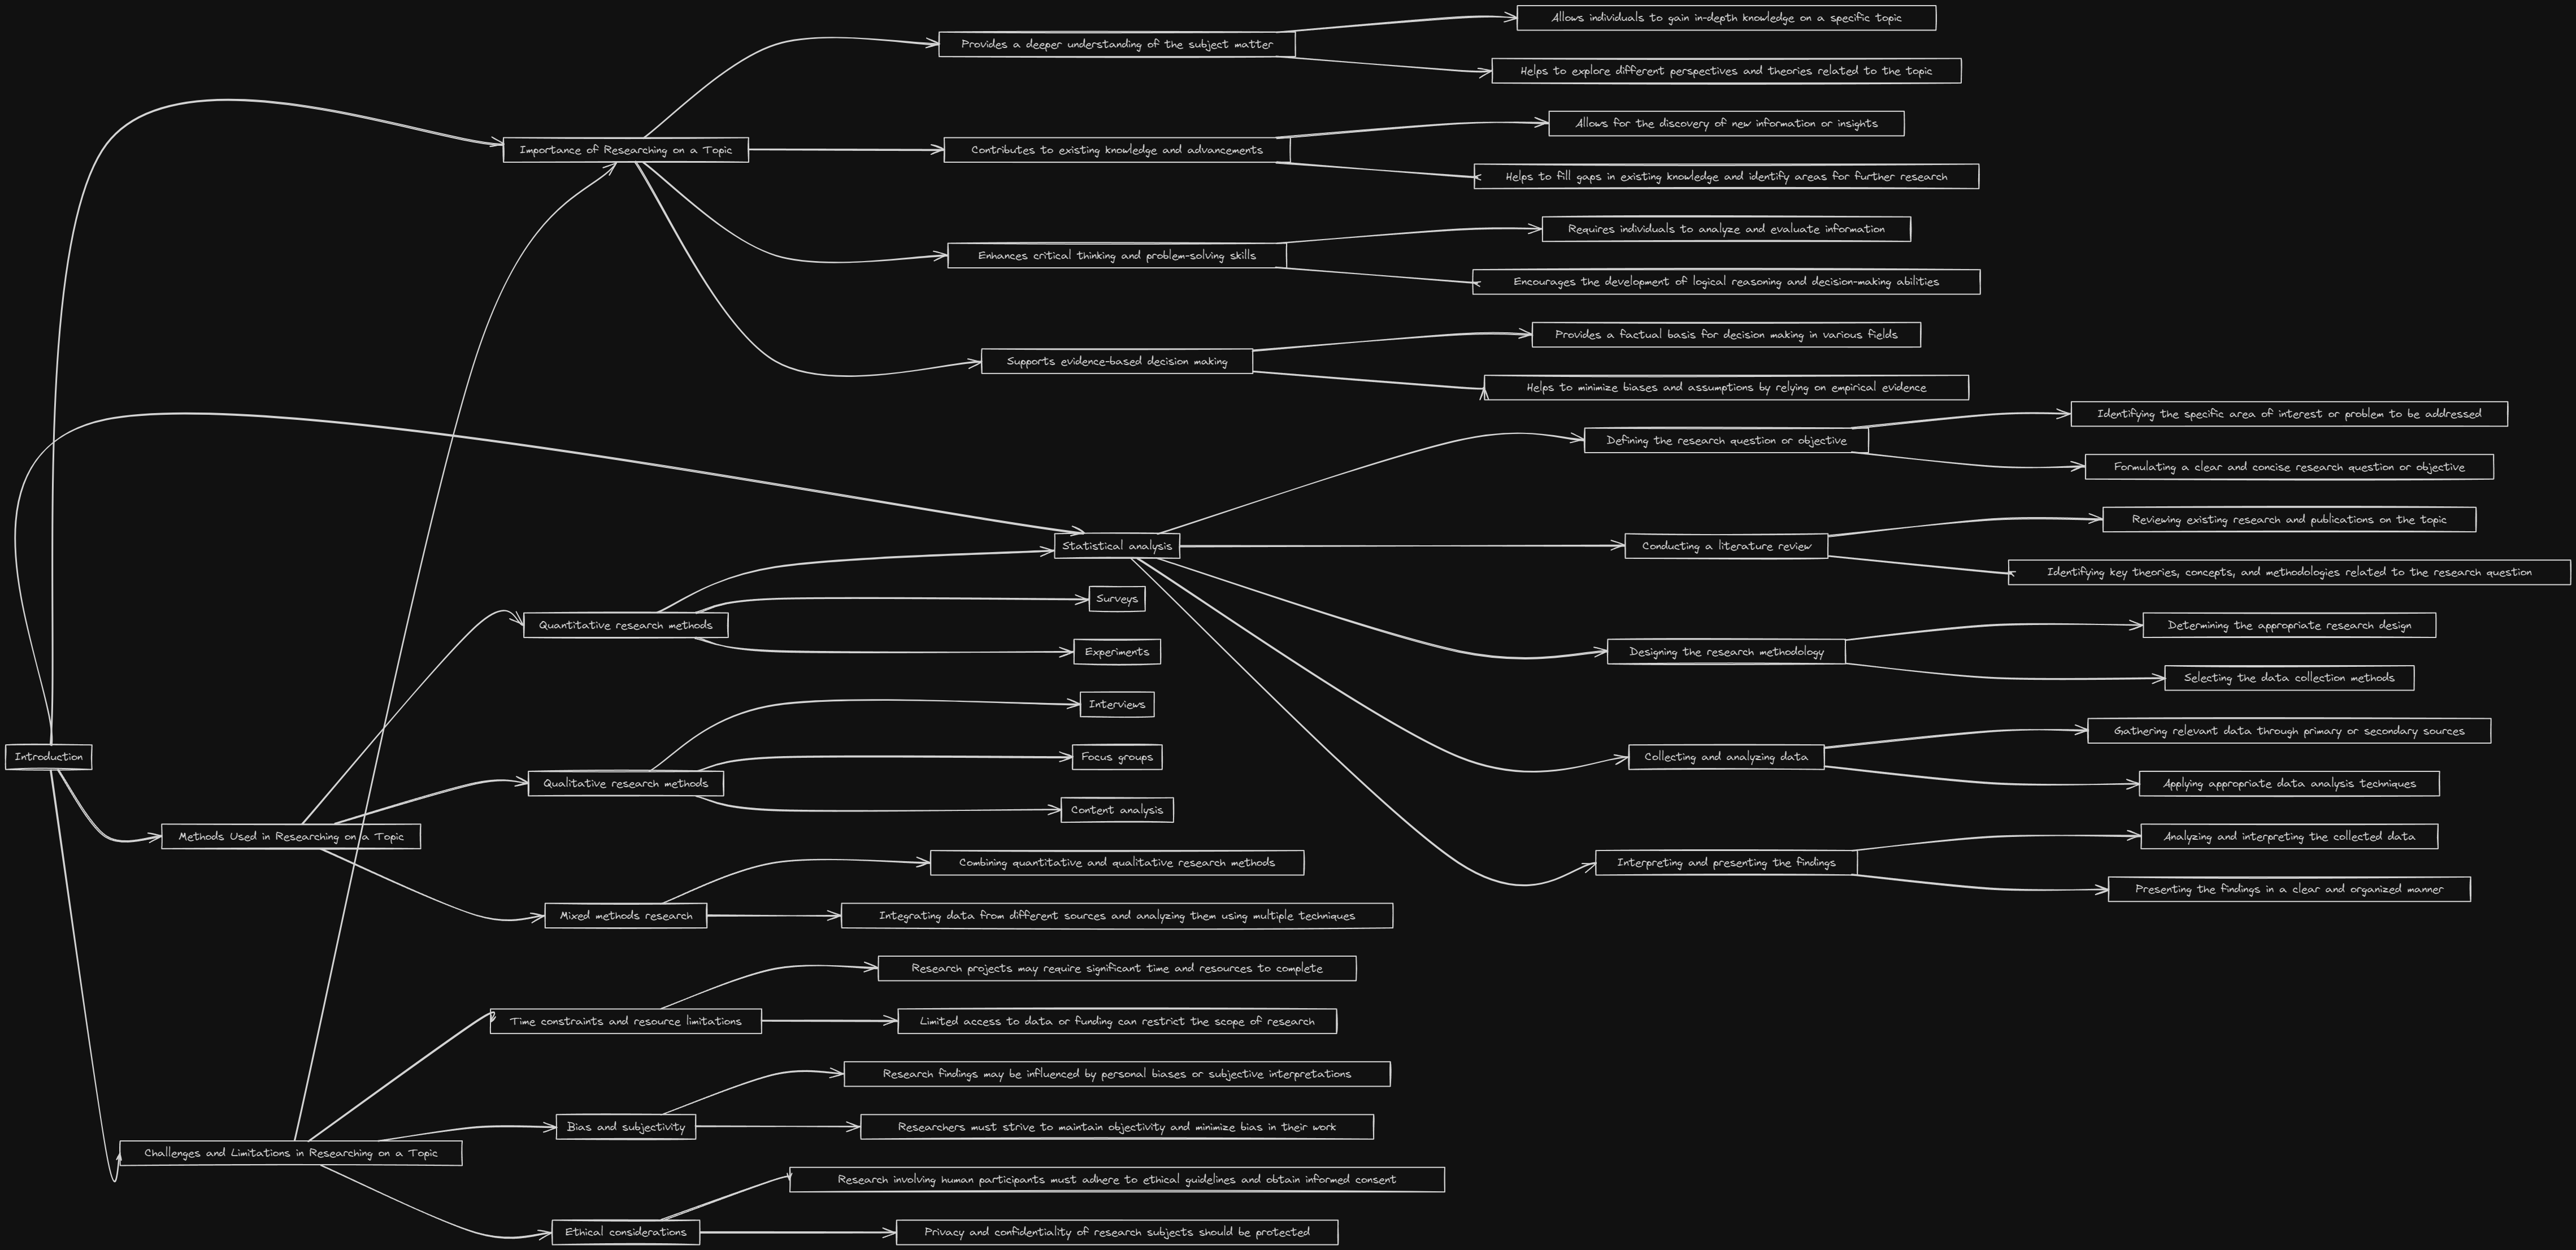 Introduction
Importance of Researching on a Topic
Provides a deeper understanding of the subject matter
Allows individuals to gain in-depth knowledge on a specific topic
Helps to explore different perspectives and theories related to the topic
Contributes to existing knowledge and advancements
Allows for the discovery of new information or insights
Helps to fill gaps in existing knowledge and identify areas for further research
Enhances critical thinking and problem-solving skills
Requires individuals to analyze and evaluate information
Encourages the development of logical reasoning and decision-making abilities
Supports evidence-based decision making
Provides a factual basis for decision making in various fields
Helps to minimize biases and assumptions by relying on empirical evidence
Methods Used in Researching on a Topic
Quantitative research methods
Statistical analysis
Surveys
Experiments
Defining the research question or objective
Identifying the specific area of interest or problem to be addressed
Formulating a clear and concise research question or objective
Conducting a literature review
Reviewing existing research and publications on the topic
Identifying key theories, concepts, and methodologies related to the research question
Designing the research methodology
Determining the appropriate research design
Selecting the data collection methods
Collecting and analyzing data
Gathering relevant data through primary or secondary sources
Applying appropriate data analysis techniques
Interpreting and presenting the findings
Analyzing and interpreting the collected data
Presenting the findings in a clear and organized manner
Qualitative research methods
Interviews
Focus groups
Content analysis
Mixed methods research
Combining quantitative and qualitative research methods
Integrating data from different sources and analyzing them using multiple techniques
Challenges and Limitations in Researching on a Topic
Time constraints and resource limitations
Research projects may require significant time and resources to complete
Limited access to data or funding can restrict the scope of research
Bias and subjectivity
Research findings may be influenced by personal biases or subjective interpretations
Researchers must strive to maintain objectivity and minimize bias in their work
Ethical considerations
Research involving human participants must adhere to ethical guidelines and obtain informed consent
Privacy and confidentiality of research subjects should be protected